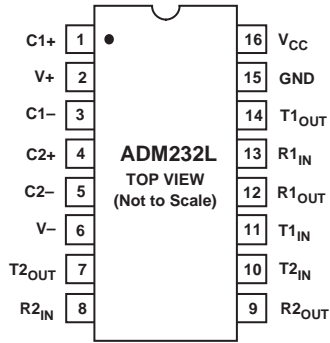 C1+ 1 16 VCC
V+ 2 15 GND
C1– 3 14 T1OUT
C2+ 4 ADM232L 13 R1IN
C2– 5 TOP VIEW 12 R1OUT
(Not to Scale)
V– 6 11 T1IN
T2OUT 7 10 T2IN
R2IN 8 9 R2OUT